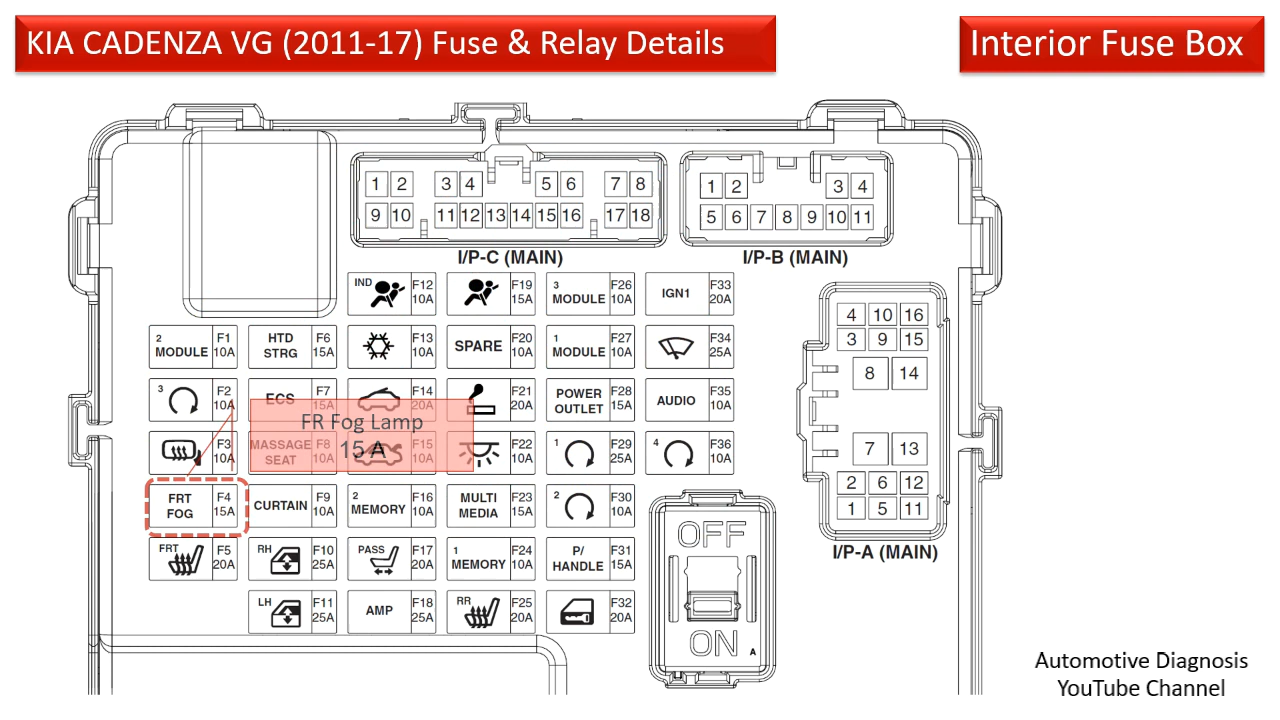 KIA CADENZA VG (2011-17) Fuse & Relay Details
Interior Fuse Box
1 2 3 4 5 6 7 8
9 10 11 12 13 14 15 16 17 18
I/P-C (MAIN)
1 2 3 4
5 6 7 8 9 10 11
I/P-B (MAIN)
4 10 16
3 9 15
8 14
7 13
2 6 12
1 5 11
I/P-A (MAIN)
IND F12 10A
F19 15A
3 MODULE F26 10A
IGN1 F33 20A
2 MODULE F1 10A
HTD STRG F6 15A
F13 10A
SPARE F20 10A
1 MODULE F27 10A
F34 25A
3 F2 10A
ECS F7 15A
F14 20A
F21 20A
POWER OUTLET F28 15A
AUDIO F35 10A
FR Fog Lamp
15 A
F3 10A
MASSAGE SEAT F8 10A
F15 10A
F22 10A
1 F29 25A
4 F36 10A
FRT FOG F4 15A
CURTAIN F9 10A
2 MEMORY F16 10A
MULTI MEDIA F23 15A
2 F30 10A
FRT F5 20A
RH F10 25A
PASS F17 20A
1 MEMORY F24 10A
P/ HANDLE F31 15A
LH F11 25A
AMP F18 25A
RR F25 20A
F32 20A
OFF
ON
A
Automotive Diagnosis
YouTube Channel